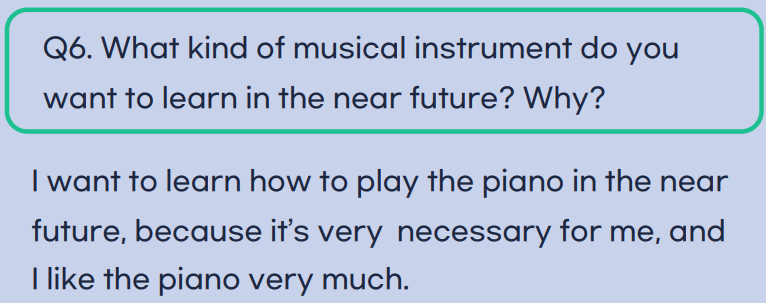 Q6. What kind of musical instrument do you
want to learn in the near future? Why?
I want to learn how to play the piano in the near
future, because it’s very  necessary for me, and
I like the piano very much.